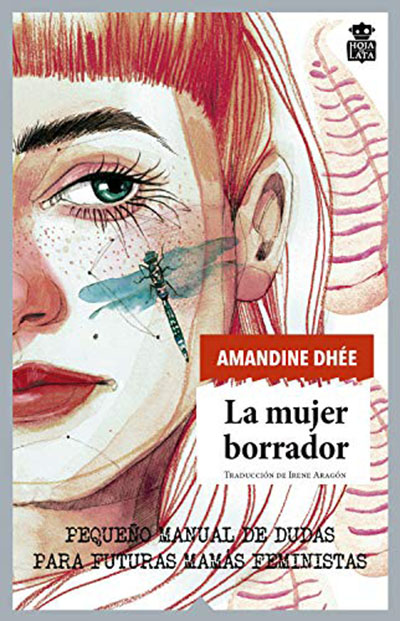 HOJA
LATA
AMANDINE DHÉE
La mujer
borrador
TRADUCCIÓN DE IRENE ARAGÓN
PEQUEÑO MANUAL DE DUDAS
PARA FUTURAS MAMÁS FEMINISTAS